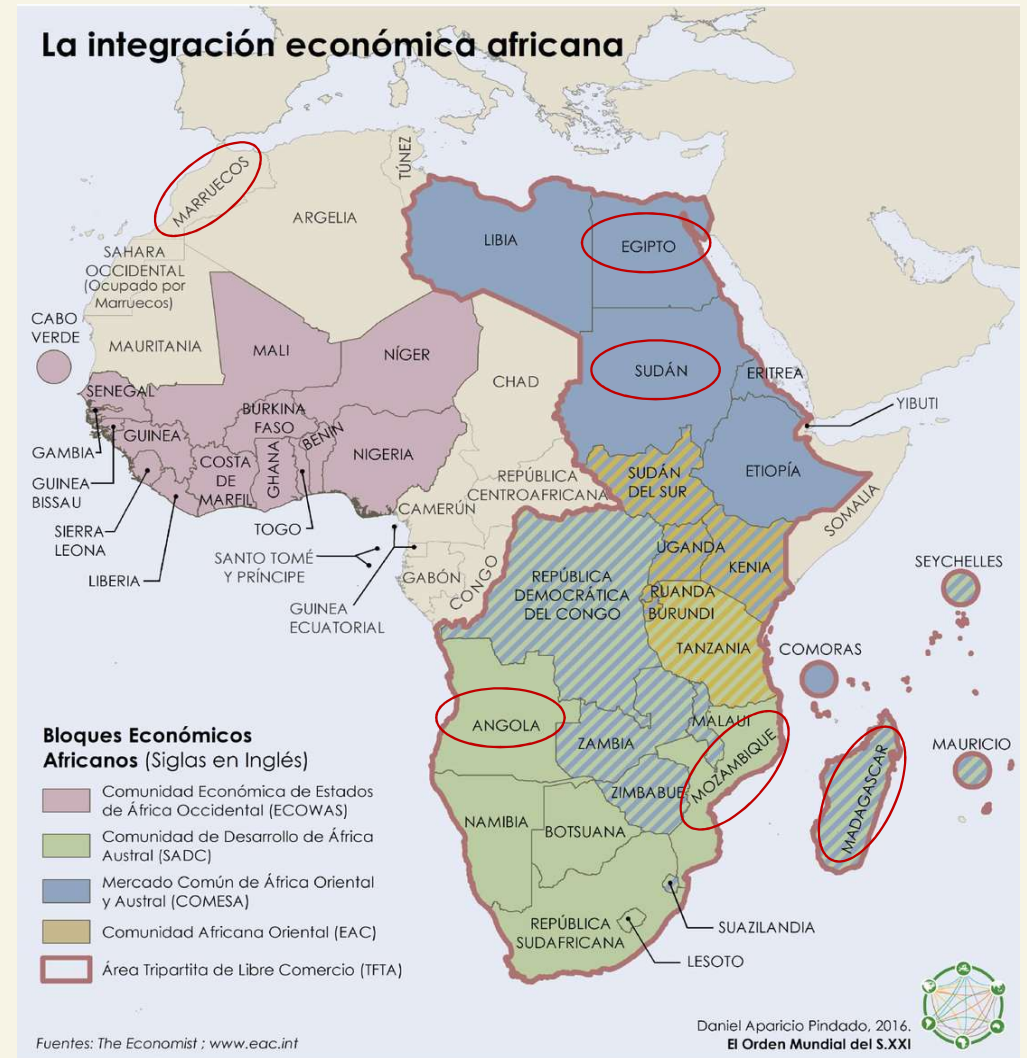 La integración económica africana
TÚNEZ
MARRUECOS
ARGELIA
LIBIA
EGIPTO
SAHARA
OCCIDENTAL
(Ocupado por
Marruecos)
CABO
VERDE
MAURITANIA
MALI
NÍGER
CHAD
SUDÁN
ERITREA
YIBUTI
SENEGAL
GAMBIA
GUINEA
BISSAU
GUINEA
SIERRA
LEONA
LIBERIA
BURKINA
FASO
COSTA
DE
MARFIL
GHANA
BENIN
TOGO
NIGERIA
ETIOPÍA
SOMALIA
SUDÁN
DEL SUR
REPÚBLICA
CENTROAFRICANA
CAMERÚN
SANTO TOMÉ
Y PRÍNCIPE
GUINEA
ECUATORIAL
GABÓN
CONGO
REPÚBLICA
DEMOCRÁTICA
DEL CONGO
UGANDA
KENIA
RUANDA
BURUNDI
TANZANIA
SEYCHELLES
COMORAS
MAURICIO
ANGOLA
ZAMBIA
MALAUI
MOZAMBIQUE
MADAGASCAR
ZIMBABUE
NAMIBIA
BOTSUANA
REPÚBLICA
SUDAFRICANA
SUAZILANDIA
LESOTO
Bloques Económicos
Africanos (Siglas en Inglés)
Comunidad Económica de Estados
de África Occidental (ECOWAS)
Comunidad de Desarrollo de África
Austral (SADC)
Mercado Común de África Oriental
y Austral (COMESA)
Comunidad Africana Oriental (EAC)
Área Tripartita de Libre Comercio (TFTA)
Fuentes: The Economist ; www.eac.int
Daniel Aparicio Pindado, 2016.
El Orden Mundial del S.XXI